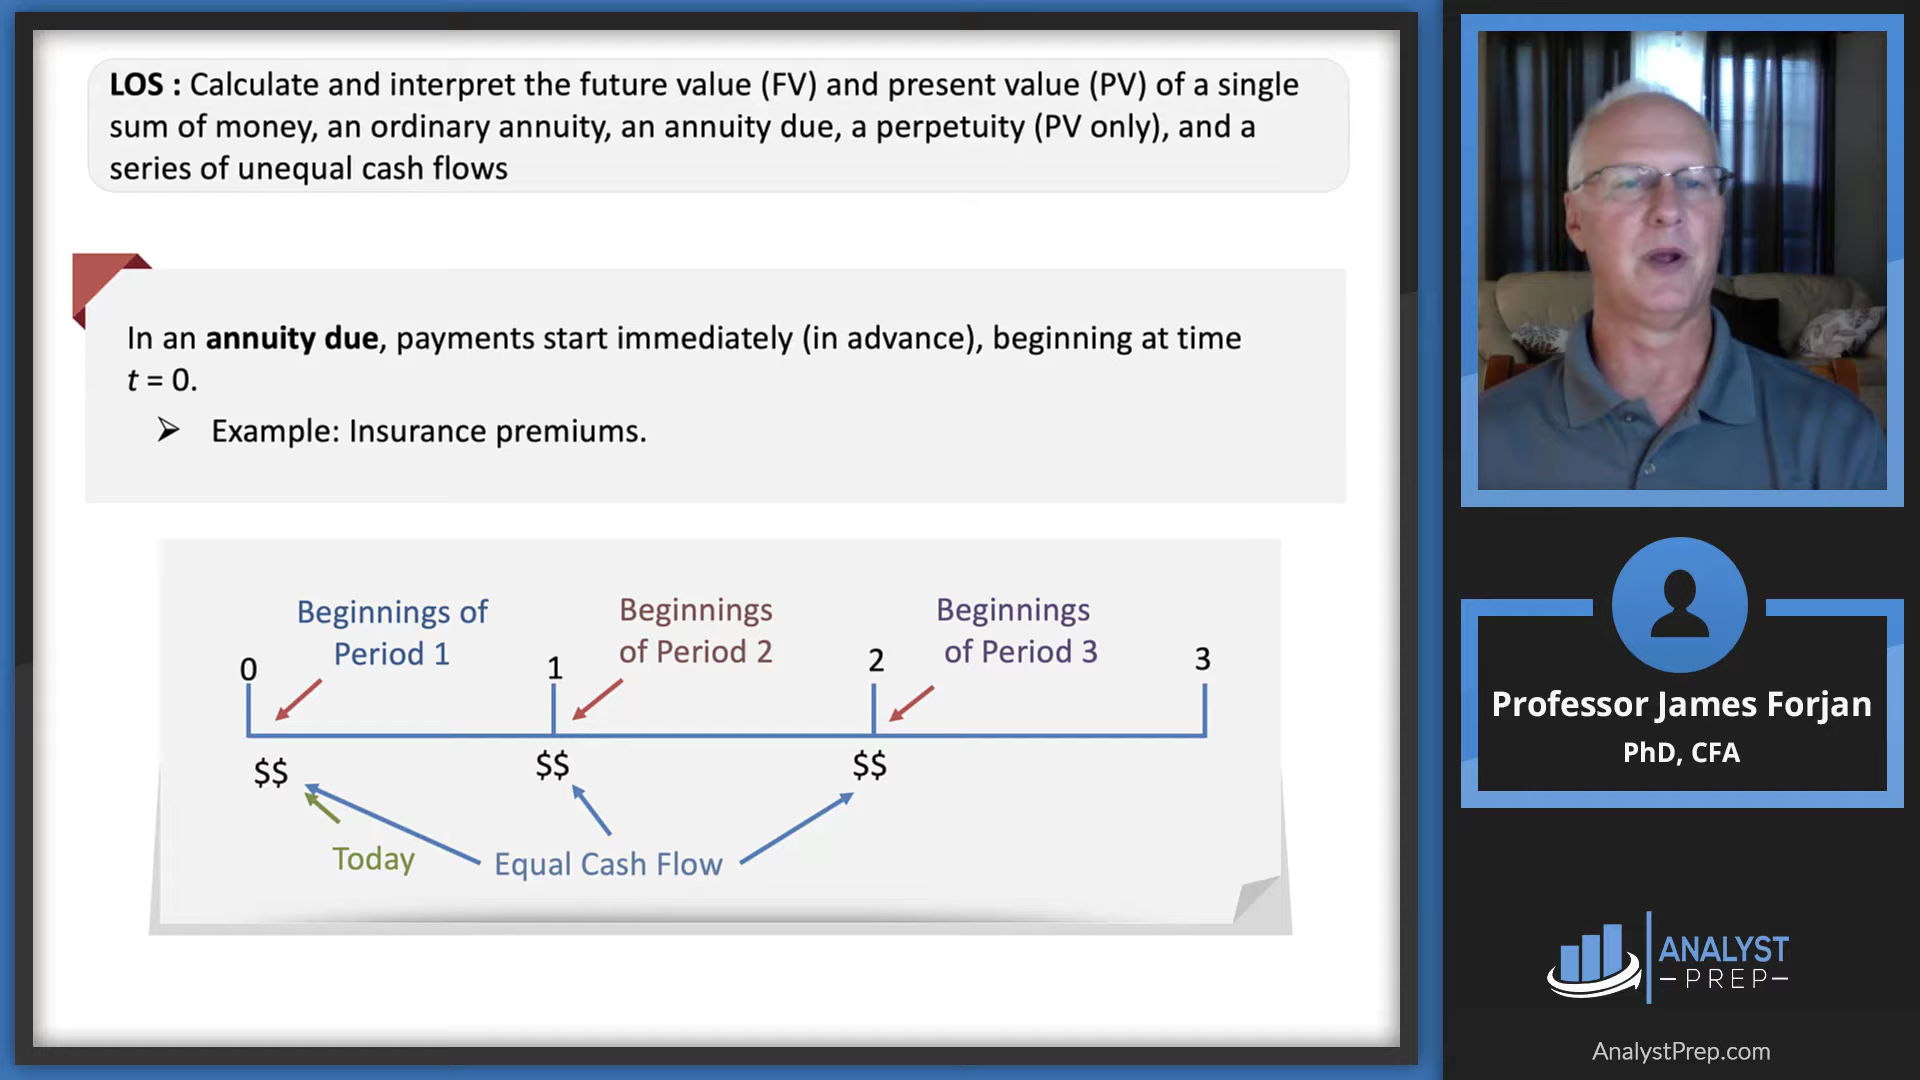 LOS : Calculate and interpret the future value (FV) and present value (PV) of a single
sum of money, an ordinary annuity, an annuity due, a perpetuity (PV only), and a
series of unequal cash flows
In an annuity due, payments start immediately (in advance), beginning at time
t = 0.
➢ Example: Insurance premiums.
Beginnings of
Period 1
Beginnings
of Period 2
Beginnings
of Period 3
0
1
2
3
$$
$$
$$
Today
Equal Cash Flow
Professor James Forjan
PhD, CFA
ANALYST
–PREP–
AnalystPrep.com